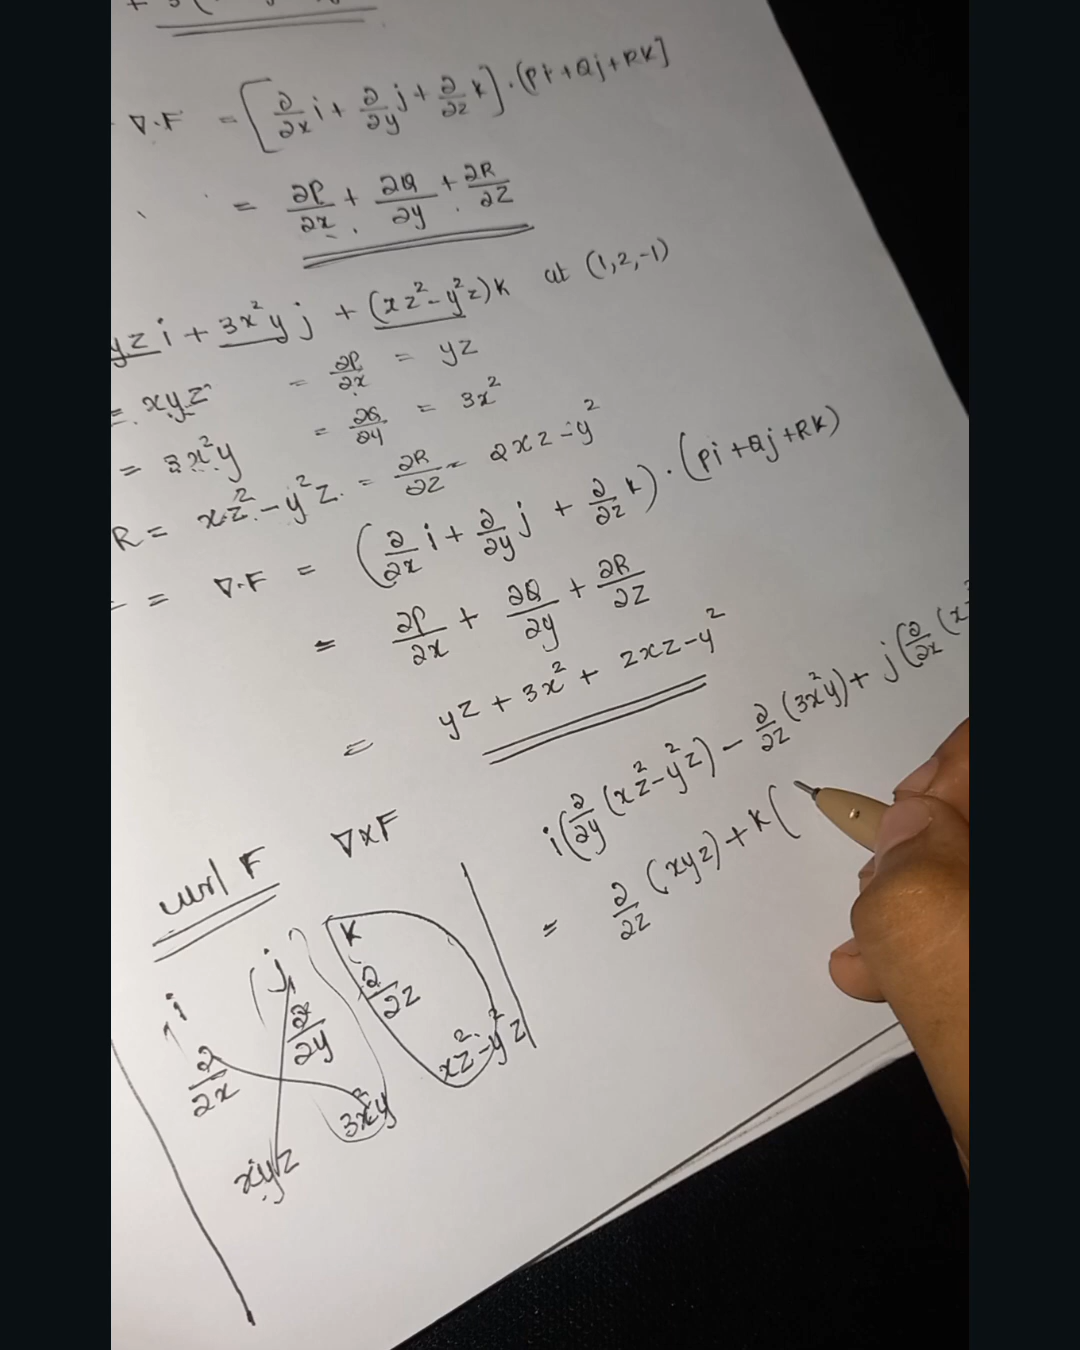 ∇·F = [∂/∂x i + ∂/∂y j + ∂/∂z k] · (Pi + Qj + Rk]
= ∂P/∂x + ∂Q/∂y + ∂R/∂z
yz i + 3x²y j + (xz² - y²z)k at (1,2,-1)
= xyz = ∂P/∂x = yz
= 3x²y = ∂Q/∂y = 3x²
R = xz² - y²z = ∂R/∂z = 2xz - y²
= ∇·F = (∂/∂x i + ∂/∂y j + ∂/∂z k) · (Pi + Qj + Rk)
= ∂P/∂x + ∂Q/∂y + ∂R/∂z
= yz + 3x² + 2xz - y²
curl F ∇×F
i j k
∂/∂x ∂/∂y ∂/∂z
xyz 3x²y xz² - y²z
i(∂/∂y (xz² - y²z) - ∂/∂z (3x²y) + j(∂/∂x (x
= ∂/∂z (xyz) + k(